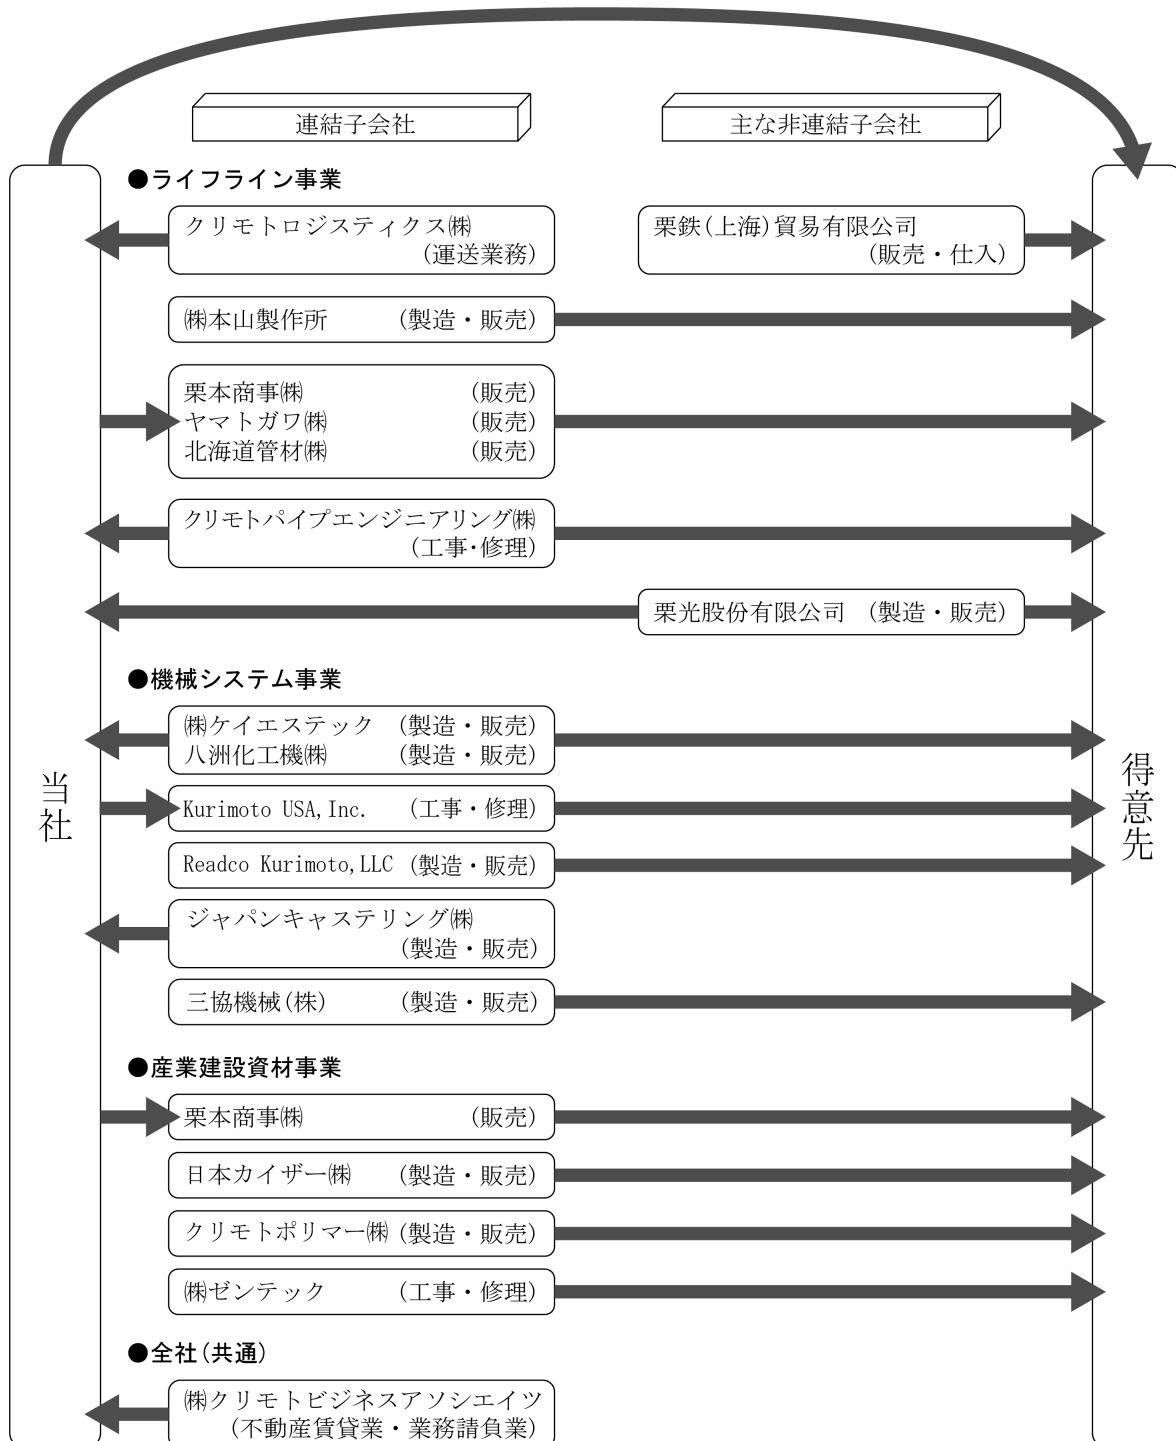 連結子会社
主な非連結子会社
●ライフライン事業
クリモトロジスティクス㈱
(運送業務)
栗鉄(上海)貿易有限公司
(販売・仕入)
㈱本山製作所 (製造・販売)
栗本商事㈱ (販売)
ヤマトガワ㈱ (販売)
北海道管材㈱ (販売)
クリモトパイプエンジニアリング㈱
(工事・修理)
栗光股份有限公司 (製造・販売)
●機械システム事業
㈱ケイエステック (製造・販売)
八洲化工機㈱ (製造・販売)
当社
得意先
Kurimoto USA,Inc. (工事・修理)
Readco Kurimoto,LLC (製造・販売)
ジャパンキャステリング㈱
(製造・販売)
三協機械(株) (製造・販売)
●産業建設資材事業
栗本商事㈱ (販売)
日本カイザー㈱ (製造・販売)
クリモトポリマー㈱ (製造・販売)
㈱ゼンテック (工事・修理)
●全社(共通)
㈱クリモトビジネスアソシエイツ
(不動産賃貸業・業務請負業)